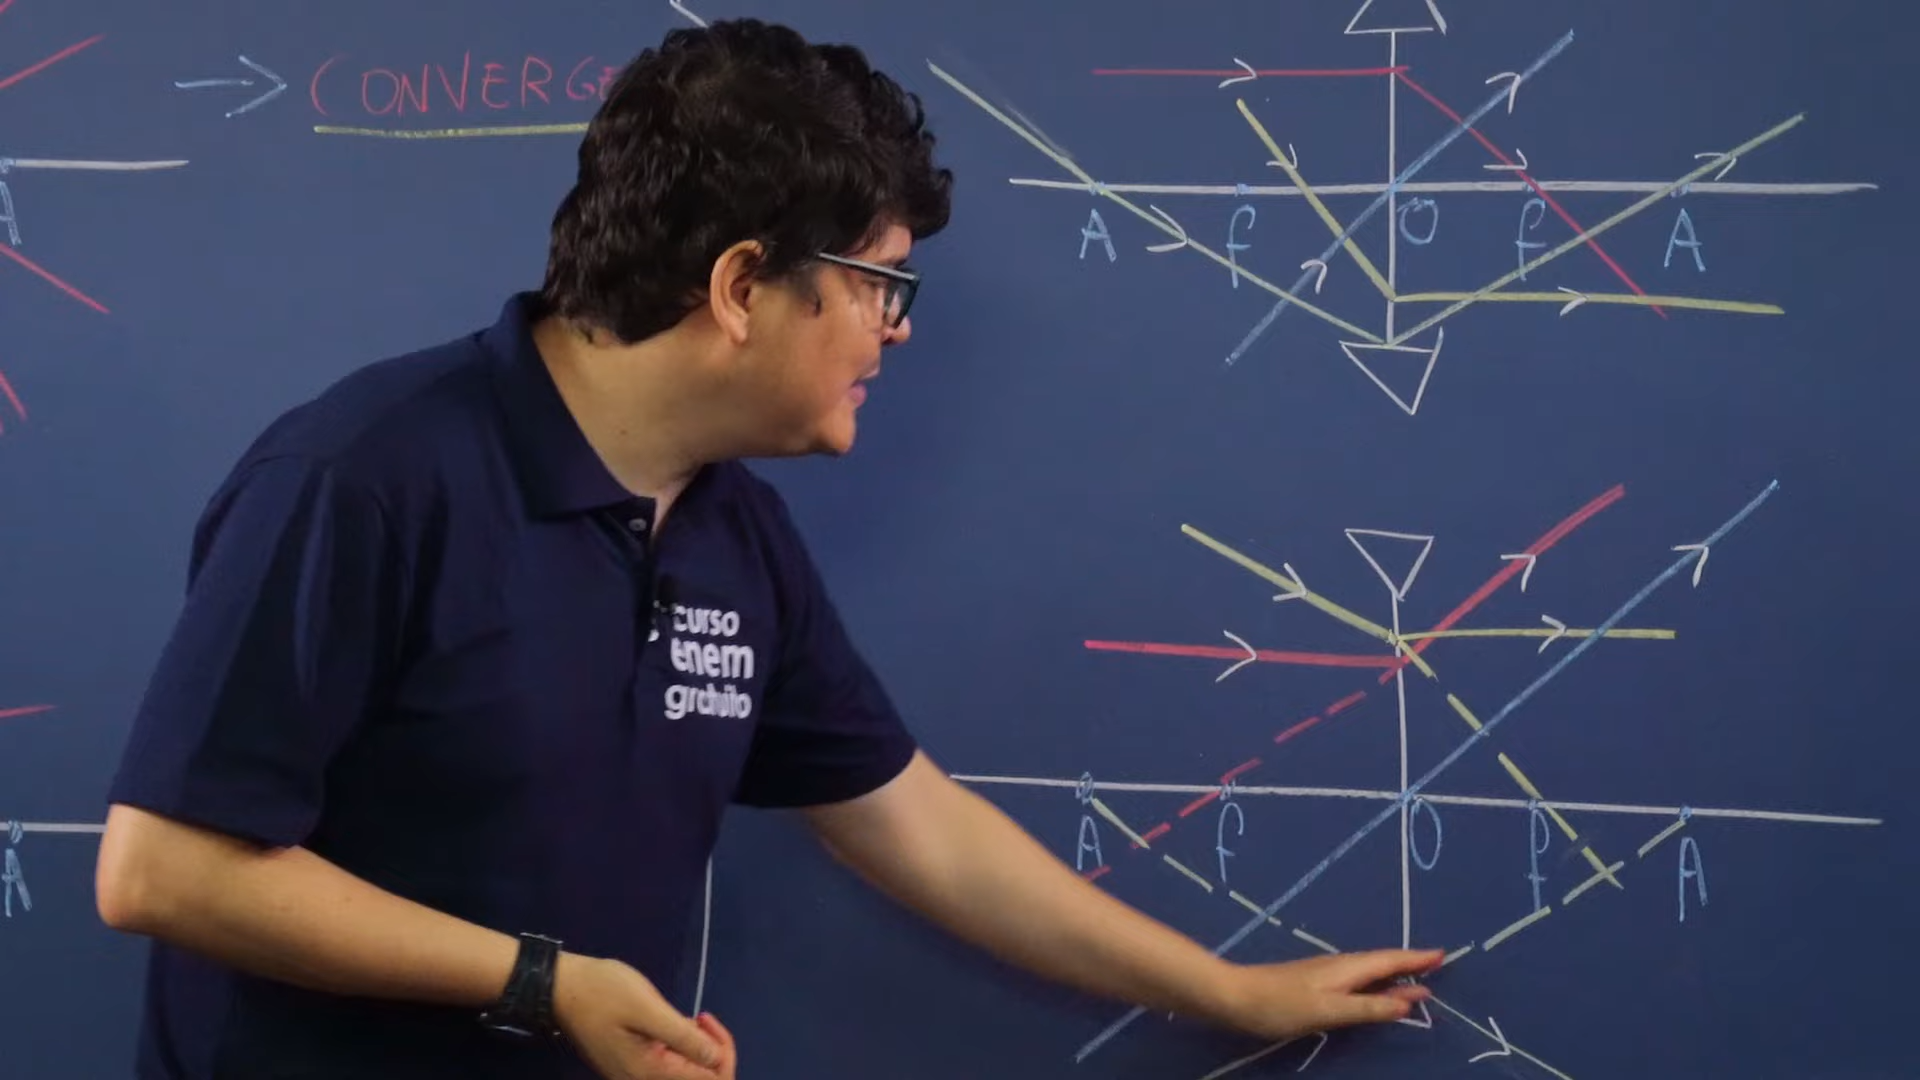 CONVERGE
A
A f O f A
A f O f A
A
curso
enem
gratuito